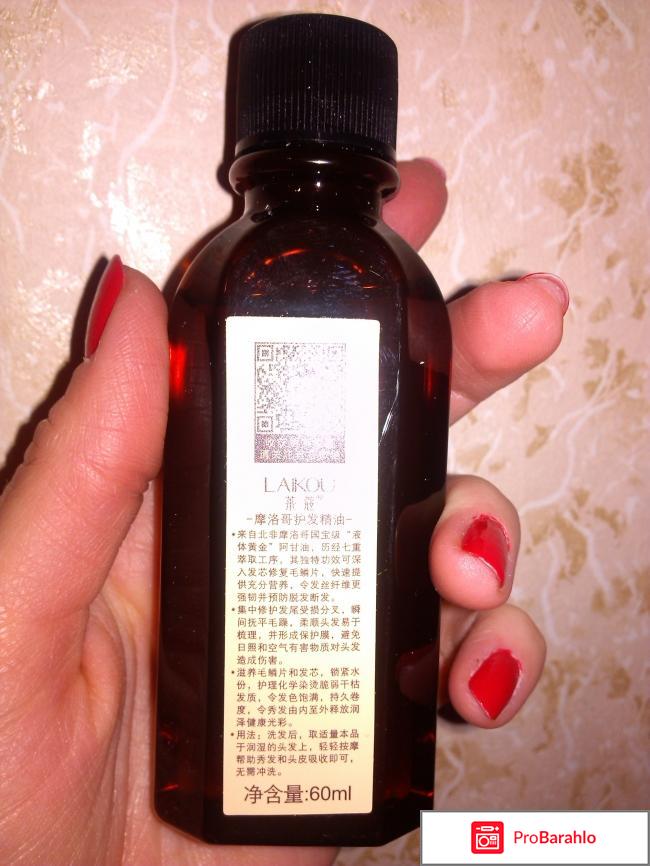 LAIKOU
莱蔻
-摩洛哥护发精油-
•来自北非摩洛哥国宝级“液
体黄金”阿甘油，历经七重
萃取工序，其独特功效可深
入发芯修复毛鳞片，快速提
供充分营养，令发丝纤维更
强韧并预防脱发断发。
•集中修护发尾受损分叉，瞬
间抚平毛躁，柔顺头发易于
梳理，并形成保护膜，避免
日照和空气有害物质对头发
造成伤害。
•滋养毛鳞片和发芯，锁紧水
份，护理化学染烫脆弱干枯
发质，令发色饱满，持久卷
度，令秀发由内至外释放润
泽健康光彩。
•用法：洗发后，取适量本品
于润湿的头发上，轻轻按摩
帮助秀发和头皮吸收即可，
无需冲洗。
净含量:60ml
ProBarahlo